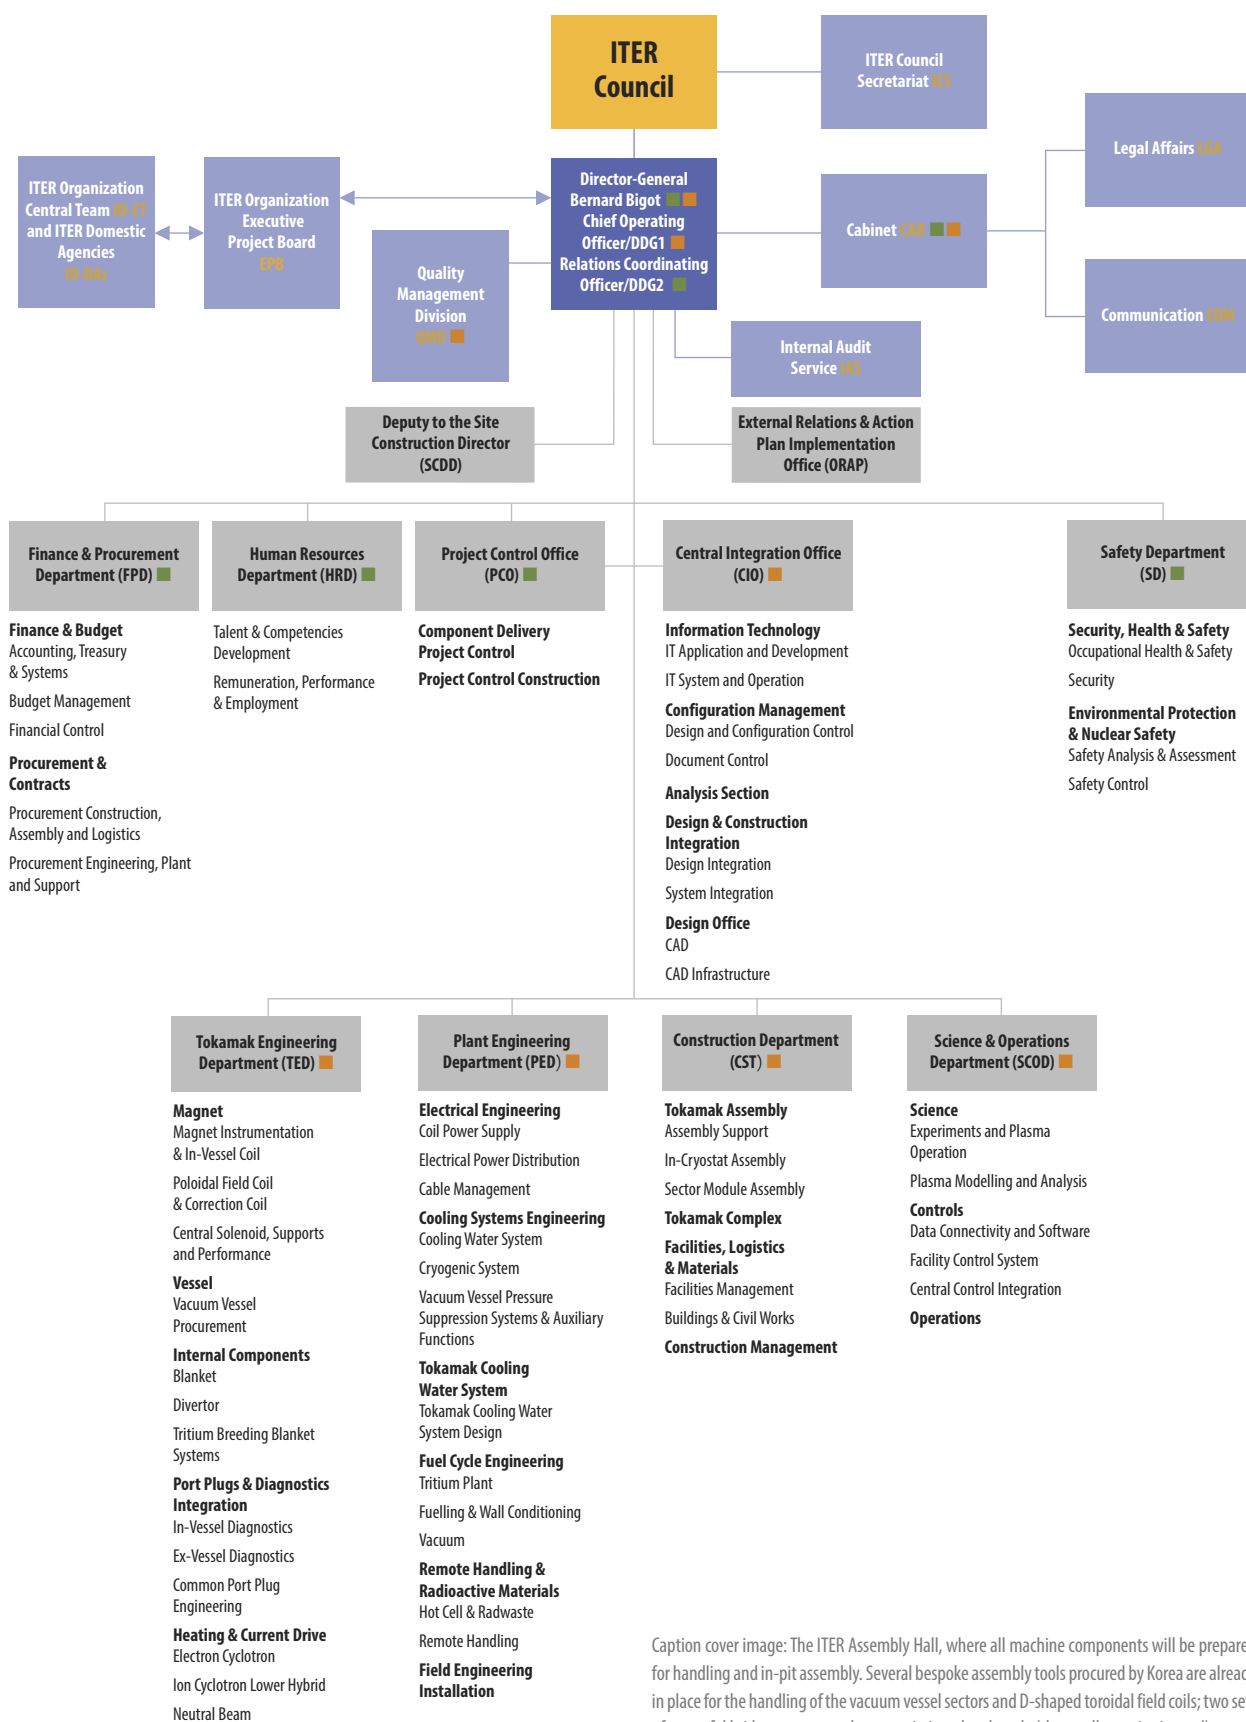 ITER
Council
ITER Council
Secretariat ICS
Legal Affairs LGA
ITER Organization
Central Team NI-CT
and ITER Domestic
Agencies
NI-DAs
ITER Organization
Executive
Project Board
EPB
Director-General
Bernard Bigot
Chief Operating
Officer/DDG1
Relations Coordinating
Officer/DDG2
Cabinet CAB
Quality
Management
Division
QMD
Communication COM
Internal Audit
Service IAS
Deputy to the Site
Construction Director
(SCDD)
External Relations & Action
Plan Implementation
Office (ORAP)
Finance & Procurement
Department (FPD)
Human Resources
Department (HRD)
Project Control Office
(PCO)
Central Integration Office
(CIO)
Safety Department
(SD)
Finance & Budget
Accounting, Treasury
& Systems
Budget Management
Financial Control
Procurement &
Contracts
Procurement Construction,
Assembly and Logistics
Procurement Engineering, Plant
and Support
Talent & Competencies
Development
Remuneration, Performance
& Employment
Component Delivery
Project Control
Project Control Construction
Information Technology
IT Application and Development
IT System and Operation
Configuration Management
Design and Configuration Control
Document Control
Analysis Section
Design & Construction
Integration
Design Integration
System Integration
Design Office
CAD
CAD Infrastructure
Security, Health & Safety
Occupational Health & Safety
Security
Environmental Protection
& Nuclear Safety
Safety Analysis & Assessment
Safety Control
Tokamak Engineering
Department (TED)
Plant Engineering
Department (PED)
Construction Department
(CST)
Science & Operations
Department (SCOD)
Magnet
Magnet Instrumentation
& In-Vessel Coil
Poloidal Field Coil
& Correction Coil
Central Solenoid, Supports
and Performance
Vessel
Vacuum Vessel
Procurement
Internal Components
Blanket
Divertor
Tritium Breeding Blanket
Systems
Port Plugs & Diagnostics
Integration
In-Vessel Diagnostics
Ex-Vessel Diagnostics
Common Port Plug
Engineering
Heating & Current Drive
Electron Cyclotron
Ion Cyclotron Lower Hybrid
Neutral Beam
Electrical Engineering
Coil Power Supply
Electrical Power Distribution
Cable Management
Cooling Systems Engineering
Cooling Water System
Cryogenic System
Vacuum Vessel Pressure
Suppression Systems & Auxiliary
Functions
Tokamak Cooling
Water System
Tokamak Cooling Water
System Design
Fuel Cycle Engineering
Tritium Plant
Fuelling & Wall Conditioning
Vacuum
Remote Handling &
Radioactive Materials
Hot Cell & Radwaste
Remote Handling
Field Engineering
Installation
Tokamak Assembly
Assembly Support
In-Cryostat Assembly
Sector Module Assembly
Tokamak Complex
Facilities, Logistics
& Materials
Facilities Management
Buildings & Civil Works
Construction Management
Science
Experiments and Plasma
Operation
Plasma Modelling and Analysis
Controls
Data Connectivity and Software
Facility Control System
Central Control Integration
Operations
Caption cover image: The ITER Assembly Hall, where all machine components will be prepare
for handling and in-pit assembly. Several bespoke assembly tools procured by Korea are alread
in place for the handling of the vacuum vessel sectors and D-shaped toroidal field coils; two se